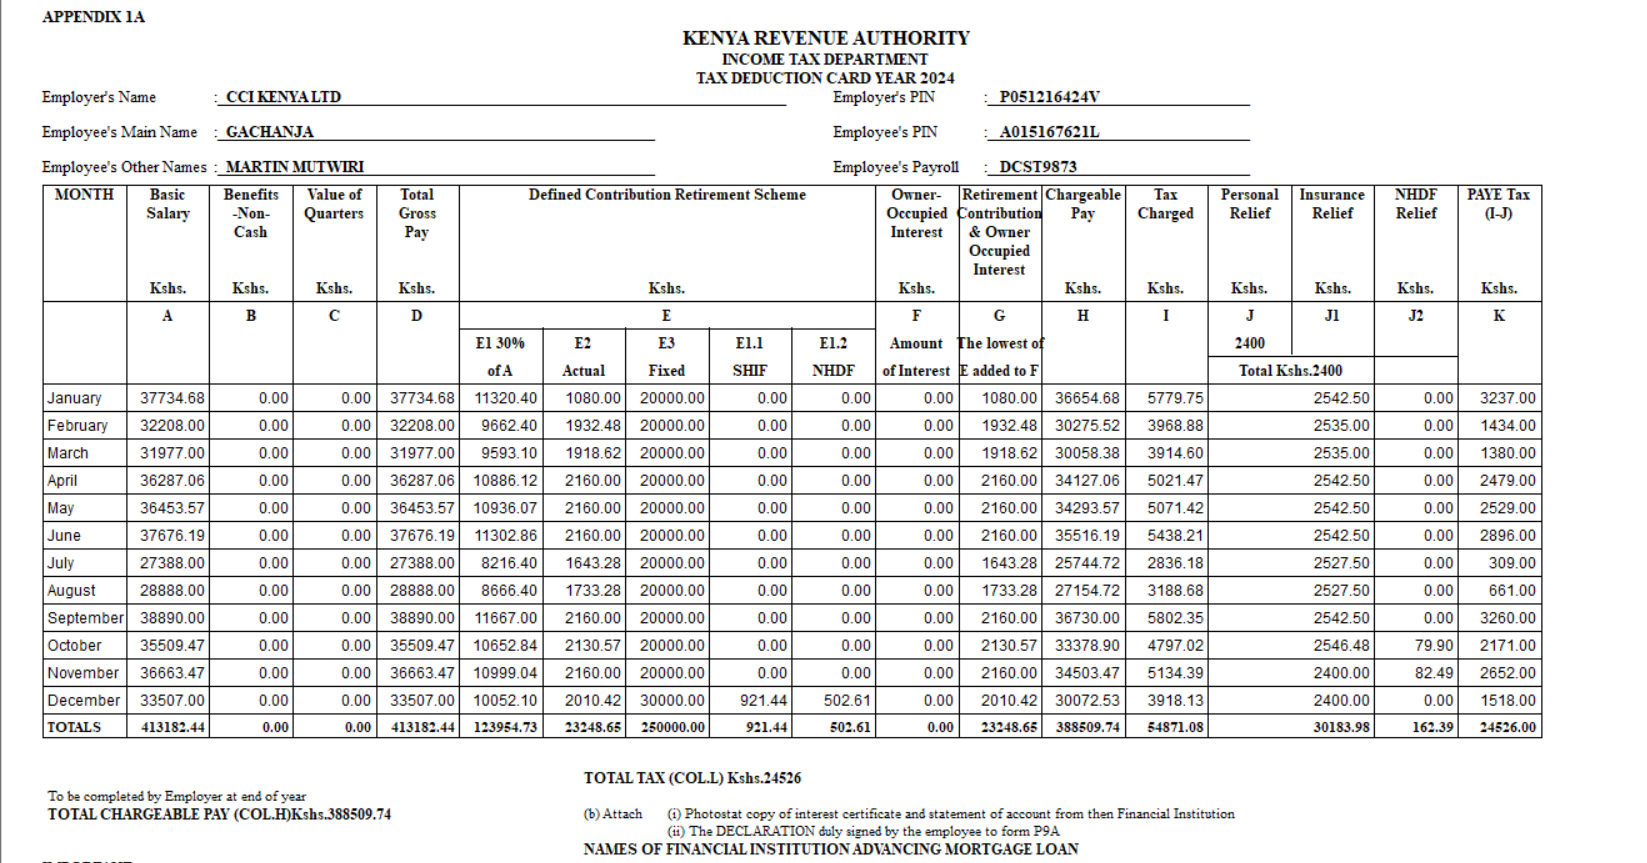 APPENDIX 1A
KENYA REVENUE AUTHORITY
INCOME TAX DEPARTMENT
TAX DEDUCTION CARD YEAR 2024
Employer's Name : CCI KENYA LTD Employer's PIN : P051216424V
Employee's Main Name : GACHANJA Employee's PIN : A015167621L
Employee's Other Names : MARTIN MUTWIRI Employee's Payroll : DCST9873
MONTH Basic Benefits Value of Total Defined Contribution Retirement Scheme Owner- Retirement Chargeable Tax Personal Insurance NHDF PAYE Tax
Salary -Non- Quarters Gross Occupied Contribution Pay Charged Relief Relief Relief (I-J)
Cash Pay Interest & Owner
Occupied
Interest
Kshs. Kshs. Kshs. Kshs. Kshs. Kshs. Kshs. Kshs. Kshs. Kshs. Kshs. Kshs.
A B C D E F G H I J J1 J2 K
E1 30% E2 E3 E1.1 E1.2 Amount The lowest of 2400
of A Actual Fixed SHIF NHDF of Interest E added to F Total Kshs.2400
January 37734.68 0.00 0.00 37734.68 11320.40 1080.00 20000.00 0.00 0.00 0.00 1080.00 36654.68 5779.75 2542.50 0.00 3237.00
February 32208.00 0.00 0.00 32208.00 9662.40 1932.48 20000.00 0.00 0.00 0.00 1932.48 30275.52 3968.88 2535.00 0.00 1434.00
March 31977.00 0.00 0.00 31977.00 9593.10 1918.62 20000.00 0.00 0.00 0.00 1918.62 30058.38 3914.60 2535.00 0.00 1380.00
April 36287.06 0.00 0.00 36287.06 10886.12 2160.00 20000.00 0.00 0.00 0.00 2160.00 34127.06 5021.47 2542.50 0.00 2479.00
May 36453.57 0.00 0.00 36453.57 10936.07 2160.00 20000.00 0.00 0.00 0.00 2160.00 34293.57 5071.42 2542.50 0.00 2529.00
June 37676.19 0.00 0.00 37676.19 11302.86 2160.00 20000.00 0.00 0.00 0.00 2160.00 35516.19 5438.21 2542.50 0.00 2896.00
July 27388.00 0.00 0.00 27388.00 8216.40 1643.28 20000.00 0.00 0.00 0.00 1643.28 25744.72 2836.18 2527.50 0.00 309.00
August 28888.00 0.00 0.00 28888.00 8666.40 1733.28 20000.00 0.00 0.00 0.00 1733.28 27154.72 3188.68 2527.50 0.00 661.00
September 38890.00 0.00 0.00 38890.00 11667.00 2160.00 20000.00 0.00 0.00 0.00 2160.00 36730.00 5802.35 2542.50 0.00 3260.00
October 35509.47 0.00 0.00 35509.47 10652.84 2130.57 20000.00 0.00 0.00 0.00 2130.57 33378.90 4797.02 2546.48 79.90 2171.00
November 36663.47 0.00 0.00 36663.47 10999.04 2160.00 20000.00 0.00 0.00 0.00 2160.00 34503.47 5134.39 2400.00 82.49 2652.00
December 33507.00 0.00 0.00 33507.00 10052.10 2010.42 30000.00 921.44 502.61 0.00 2010.42 30072.53 3918.13 2400.00 0.00 1518.00
TOTALS 413182.44 0.00 0.00 413182.44 123954.73 23248.65 250000.00 921.44 502.61 0.00 23248.65 388509.74 54871.08 30183.98 162.39 24526.00
TOTAL TAX (COL.L) Kshs.24526
To be completed by Employer at end of year
TOTAL CHARGEABLE PAY (COL.H)Kshs.388509.74
(b) Attach (i) Photostat copy of interest certificate and statement of account from then Financial Institution
(ii) The DECLARATION duly signed by the employee to form P9A
NAMES OF FINANCIAL INSTITUTION ADVANCING MORTGAGE LOAN